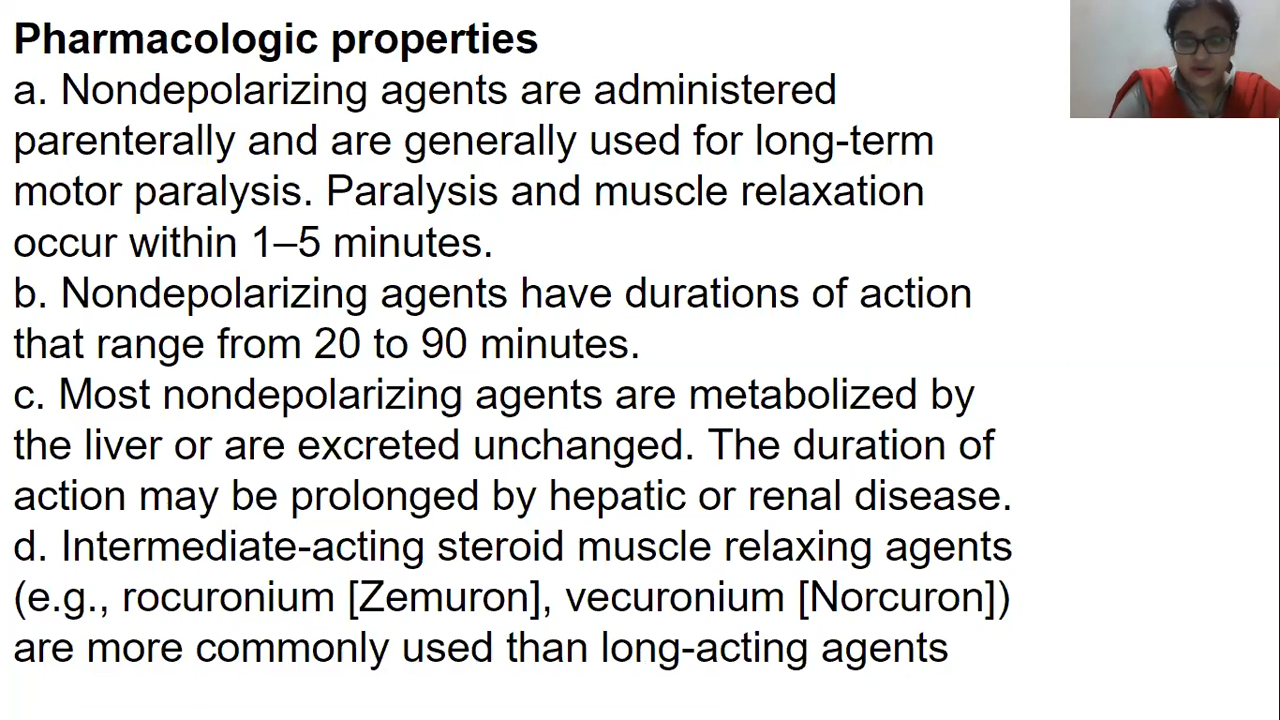 Pharmacologic properties
a. Nondepolarizing agents are administered
parenterally and are generally used for long-term
motor paralysis. Paralysis and muscle relaxation
occur within 1–5 minutes.
b. Nondepolarizing agents have durations of action
that range from 20 to 90 minutes.
c. Most nondepolarizing agents are metabolized by
the liver or are excreted unchanged. The duration of
action may be prolonged by hepatic or renal disease.
d. Intermediate-acting steroid muscle relaxing agents
(e.g., rocuronium [Zemuron], vecuronium [Norcuron])
are more commonly used than long-acting agents